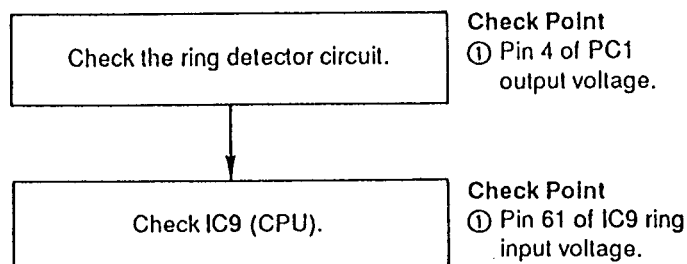 Check the ring detector circuit.
Check Point
① Pin 4 of PC1
output voltage.
Check IC9 (CPU).
Check Point
① Pin 61 of IC9 ring
input voltage.